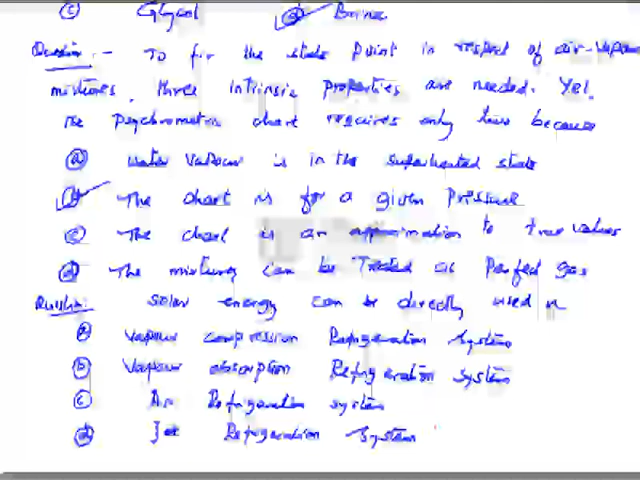 (c) Glycol (d) Brine
Question:- To fix the state point in respect of air-vapour
mixtures, three intrinsic properties are needed. Yet,
the psychrometric chart requires only two because
(a) water vapour is in the superheated state
(b) The chart is for a given pressure
(c) The chart is an approximation to true values
(d) The mixtures can be Treated as Perfect gas
Question: Solar energy can be directly used in
(a) Vapour compression Refrigeration System
(b) Vapour absorption Refrigeration System
(c) Air Refrigeration system
(d) Jet Refrigeration System